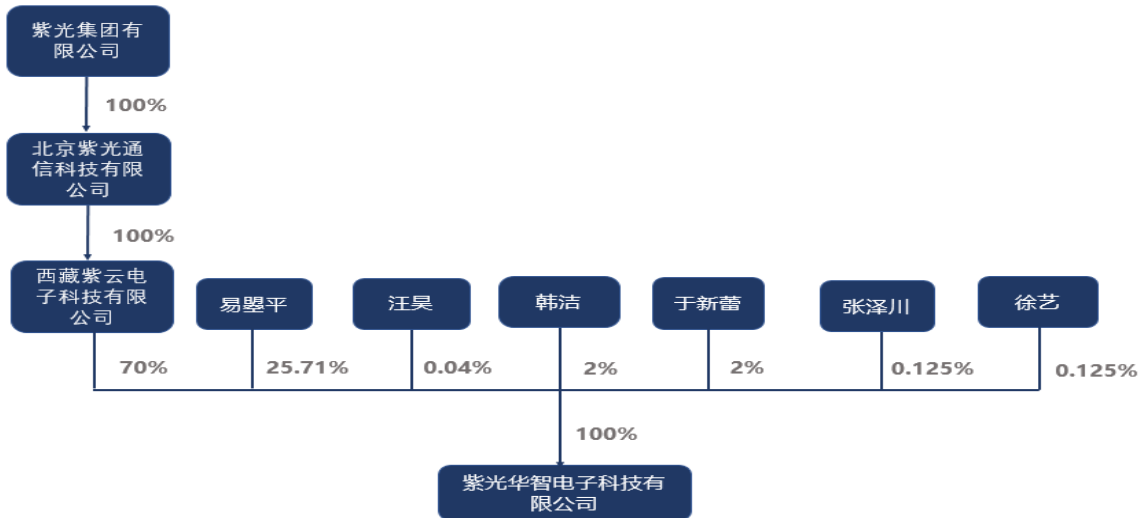 紫光集团有
限公司
100%
北京紫光通
信科技有限
公司
100%
西藏紫云电
子科技有限
公司
易曌平
汪昊
韩洁
于新蕾
张泽川
徐艺
70%
25.71%
0.04%
2%
2%
0.125%
0.125%
100%
紫光华智电子科技有
限公司